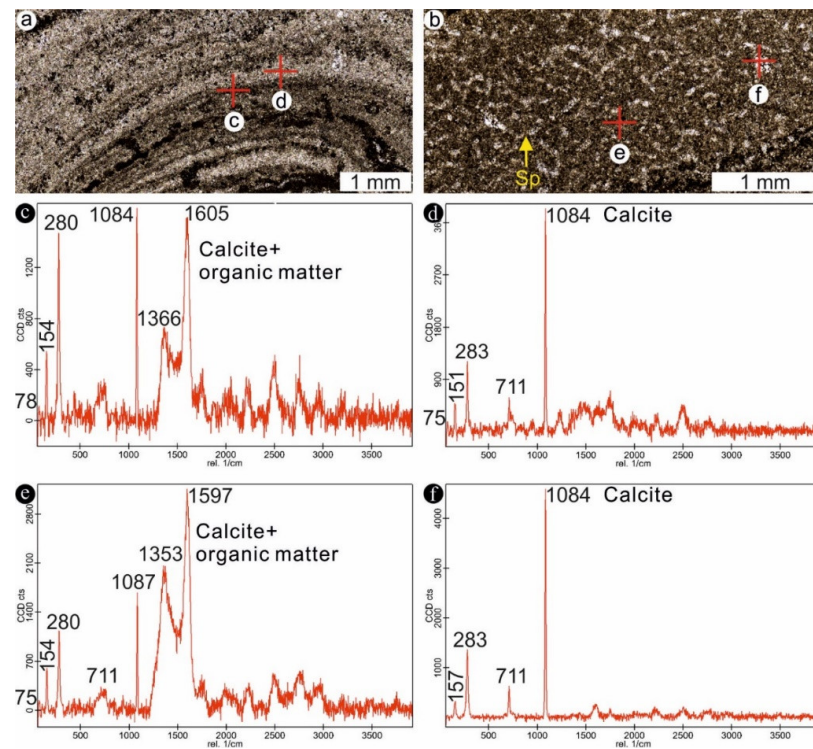 a
c
d
1 mm
b
e
f
Sp
1 mm
c
280
1084
1605
Calcite+
organic matter
154
1366
78
CCD cts
1200
800
400
0
500 1000 1500 2000 2500 3000 3500
rel. 1/cm
d
1084 Calcite
283
711
151
75
CCD cts
2700
1800
900
500 1000 1500 2000 2500 3000 3500
rel. 1/cm
e
1597
Calcite+
organic matter
1353
1087
280
154
711
75
CCD cts
2800
2100
1400
700
0
500 1000 1500 2000 2500 3000 3500
rel. 1/cm
f
1084 Calcite
283
711
157
CCD cts
4000
3000
2000
1000
500 1000 1500 2000 2500 3000 3500
rel. 1/cm